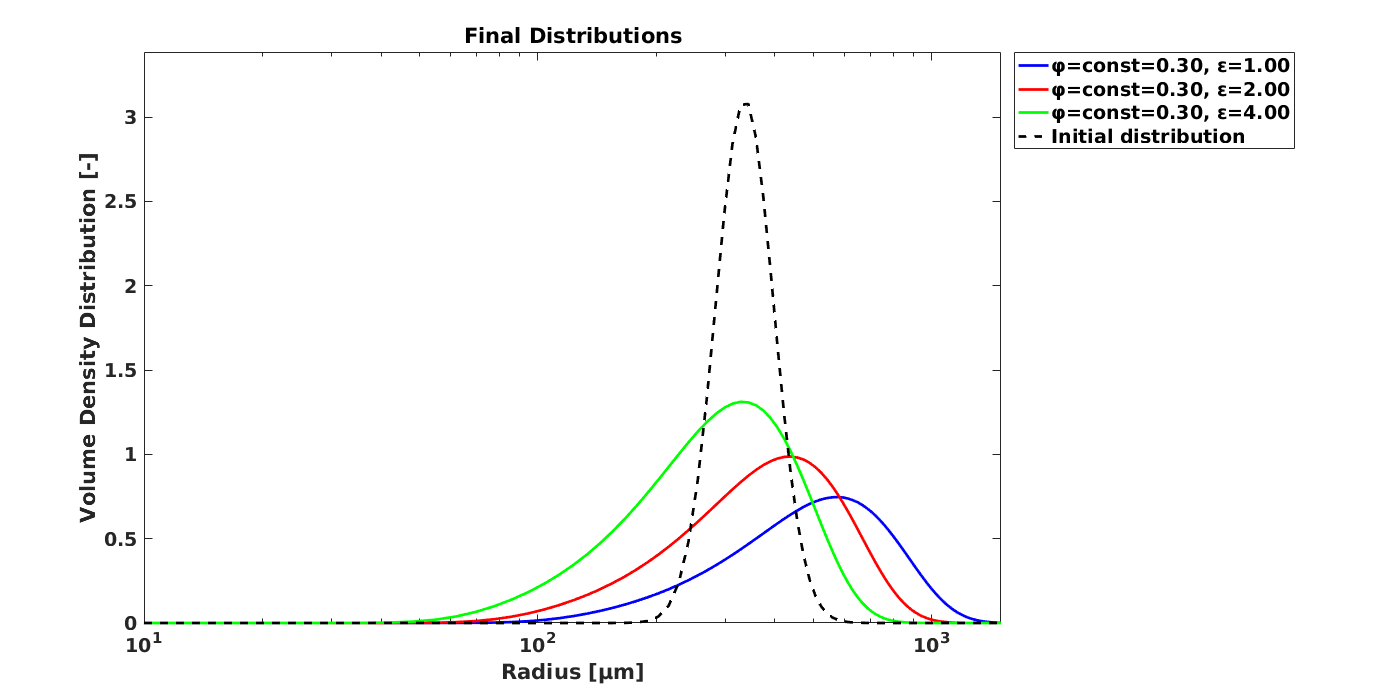 Final Distributions
φ=const=0.30, ε=1.00
φ=const=0.30, ε=2.00
φ=const=0.30, ε=4.00
Initial distribution
Volume Density Distribution [-]
3
2.5
2
1.5
1
0.5
0
10¹
10²
10³
Radius [μm]